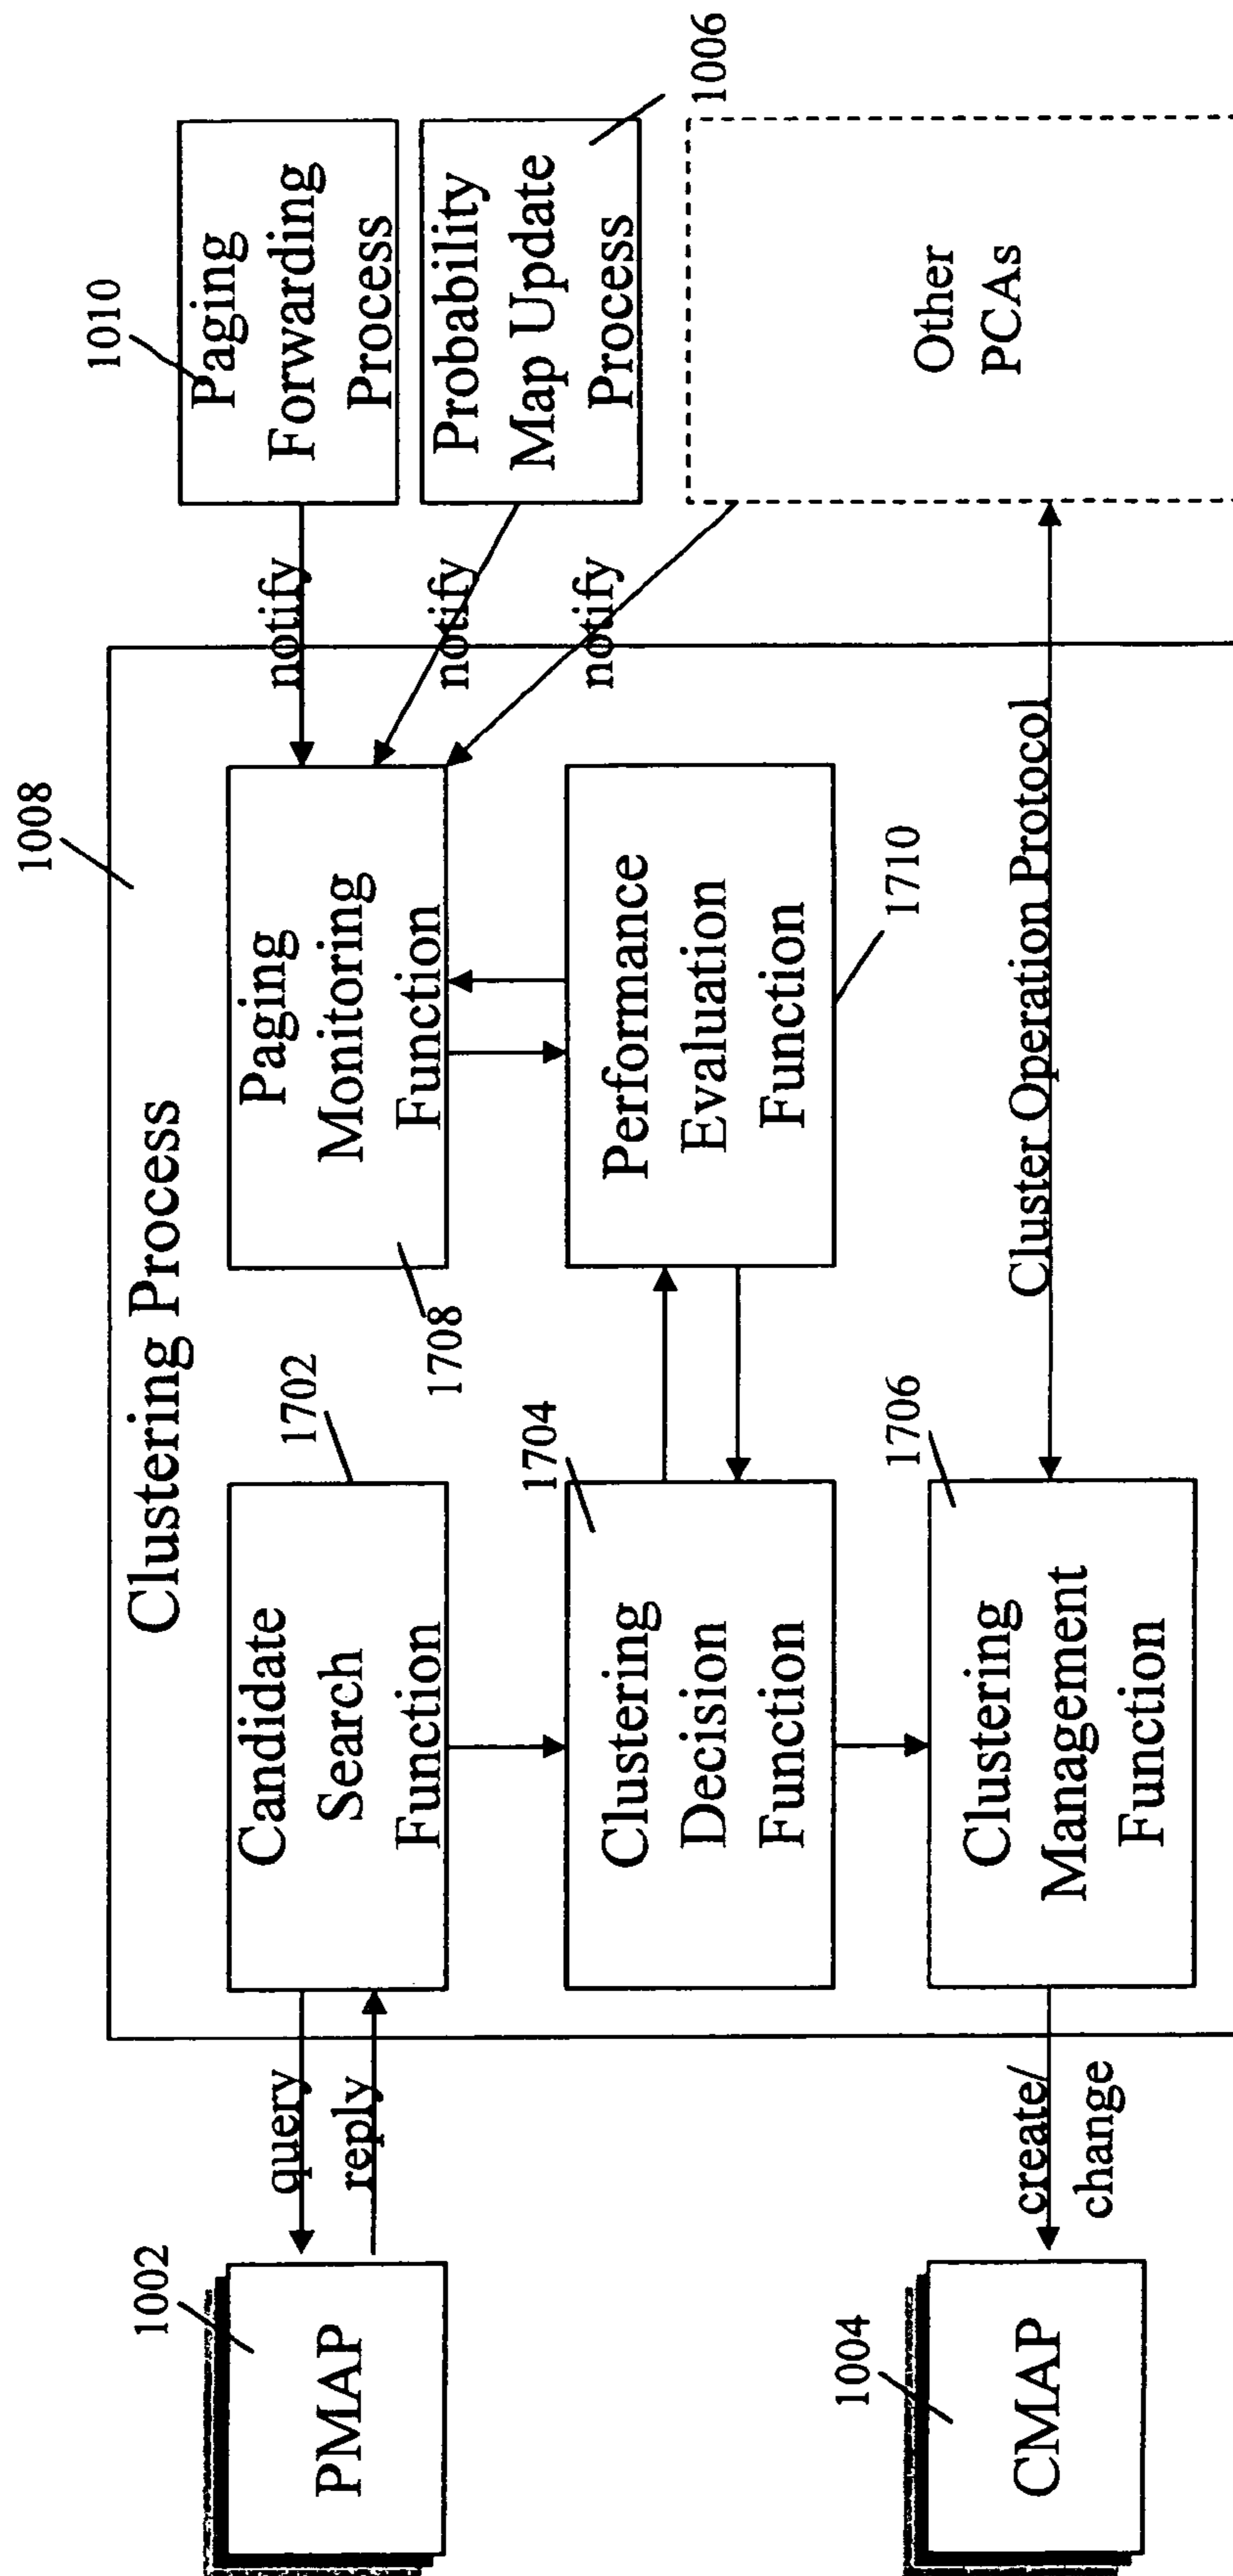 1008
Clustering Process
1002
PMAP
query
reply
Candidate
Search
Function
1702
Paging
Monitoring
Function
1708
notify
notify
notify
1010
Paging
Forwarding
Process
Probability
Map Update
Process
1006
Clustering
Decision
Function
1704
Performance
Evaluation
Function
1710
1004
CMAP
create/
change
Clustering
Management
Function
1706
Cluster Operation Protocol
Other
PCAs